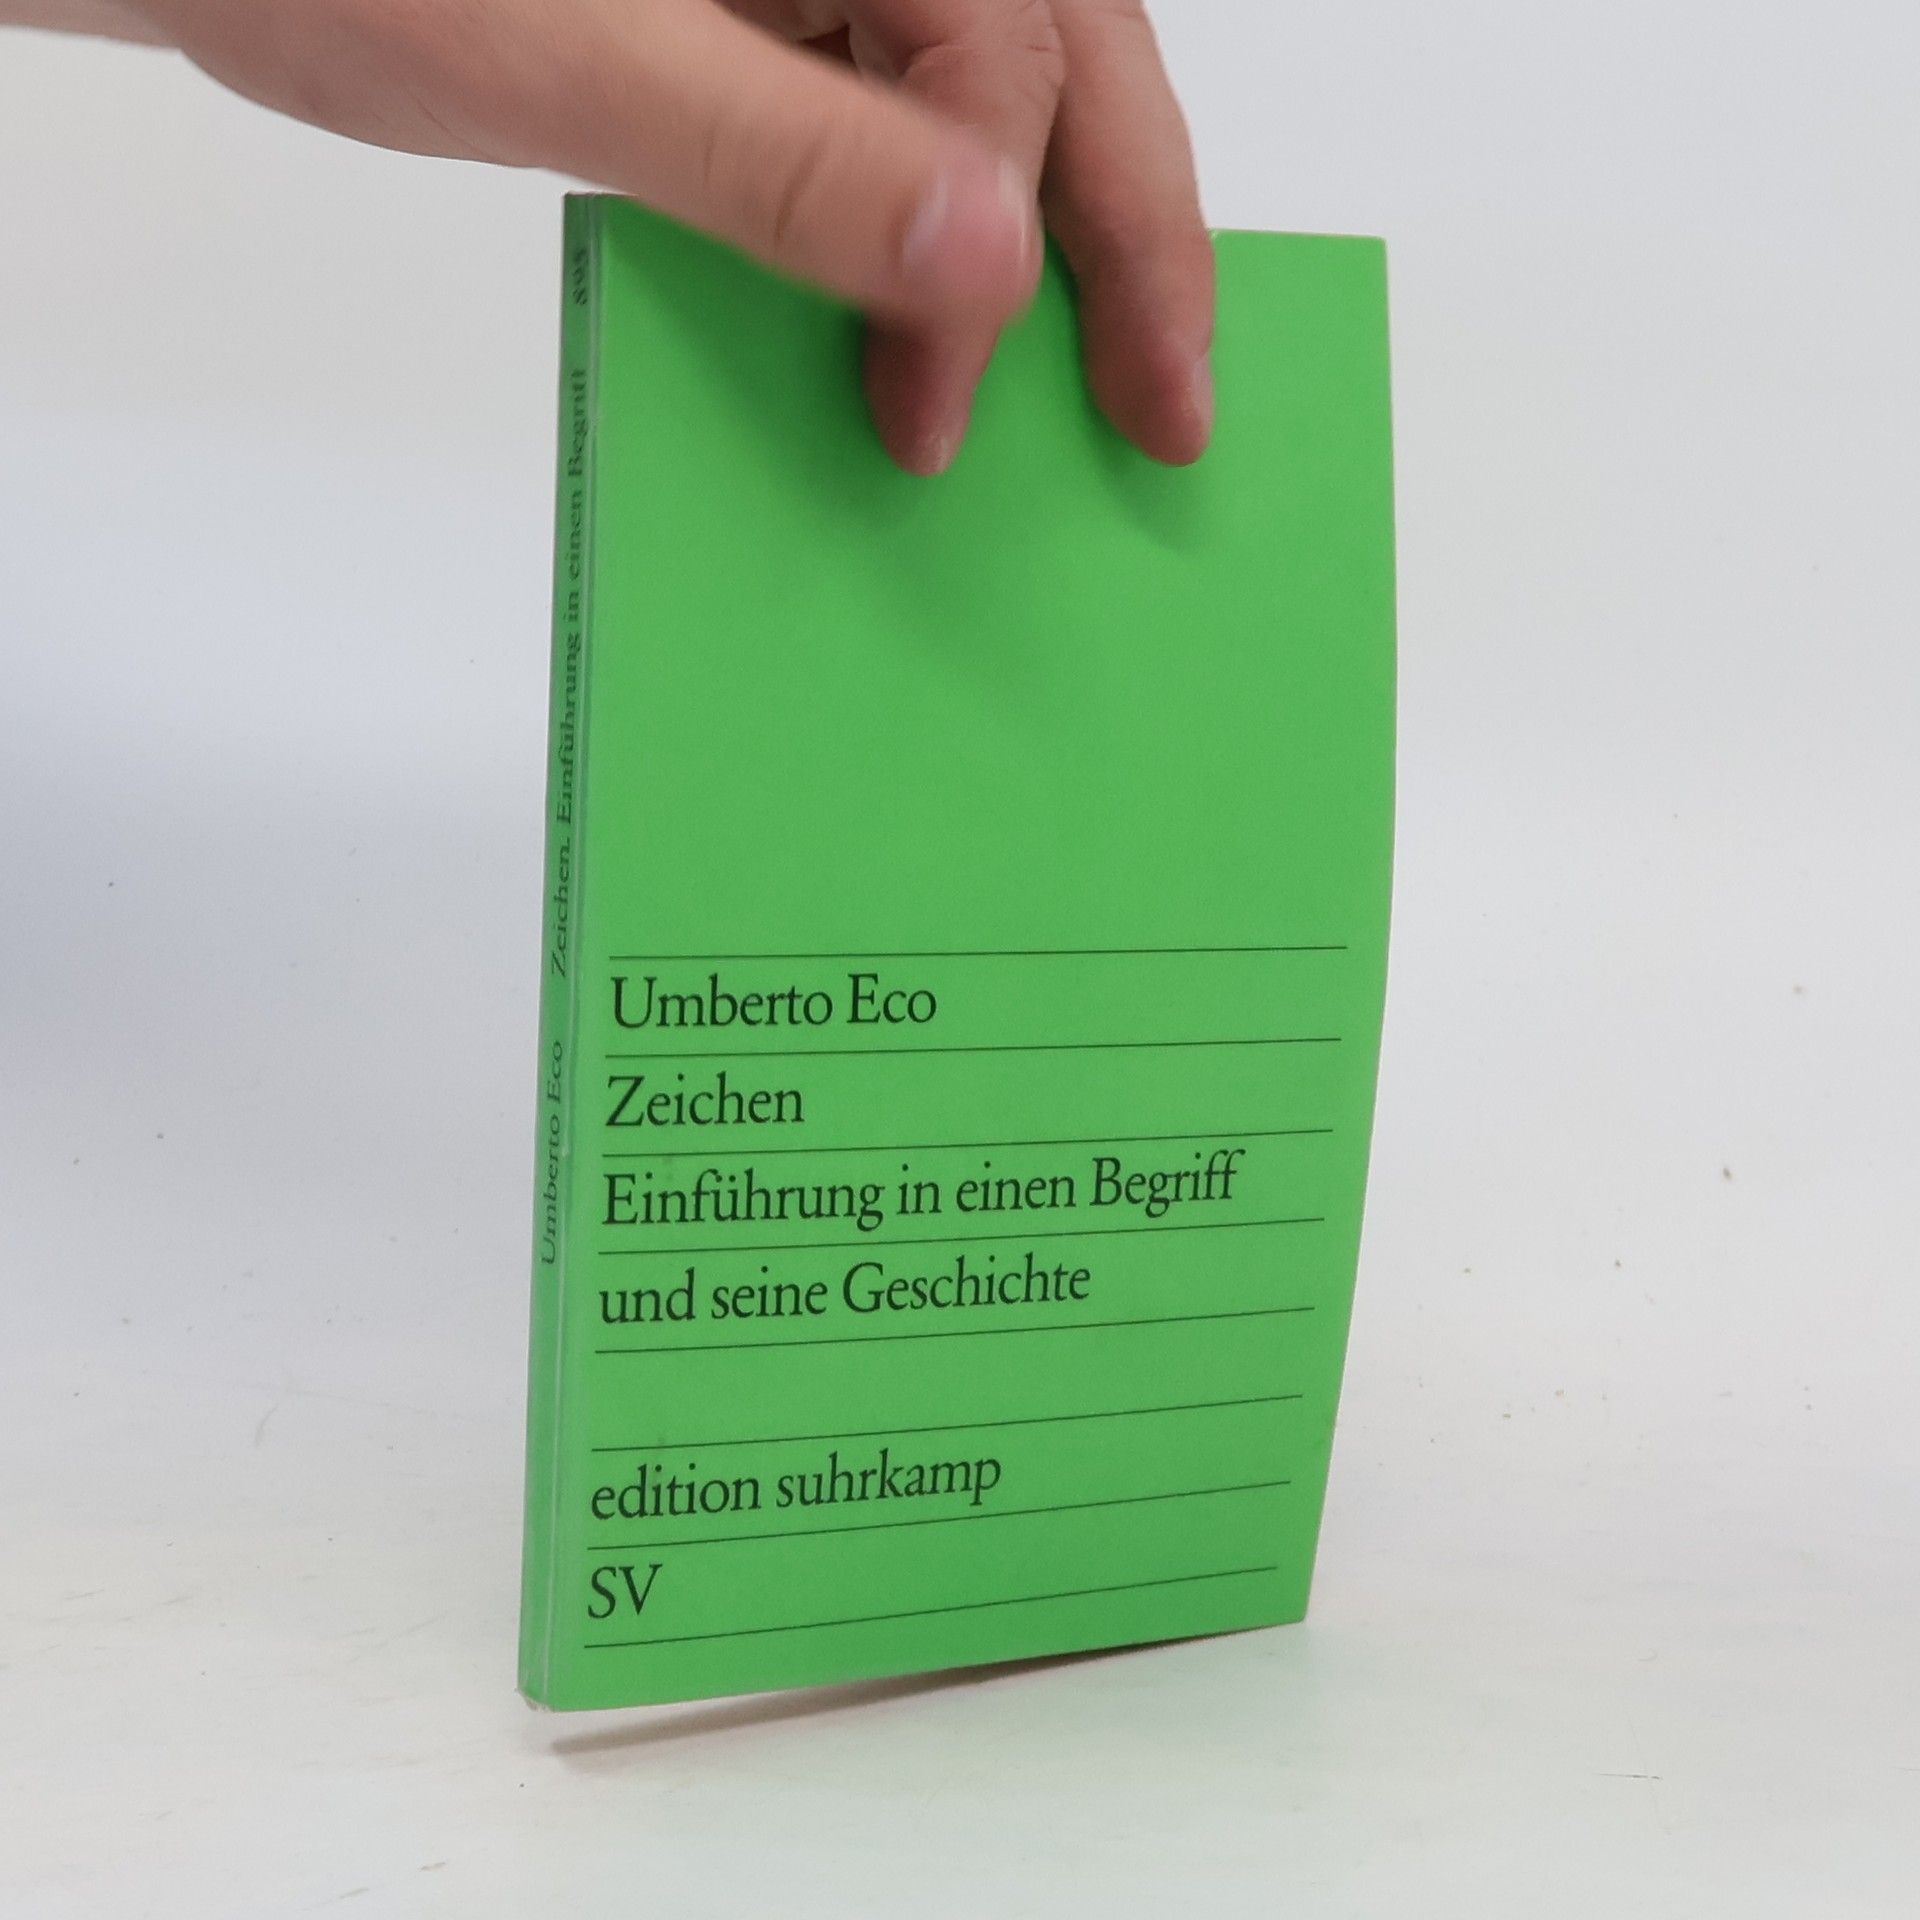 Umberto Eco
Zeichen
Einführung in einen Begriff
und seine Geschichte
edition suhrkamp
SV
Umberto Eco Zeichen. Einführung in einen Begriff 895